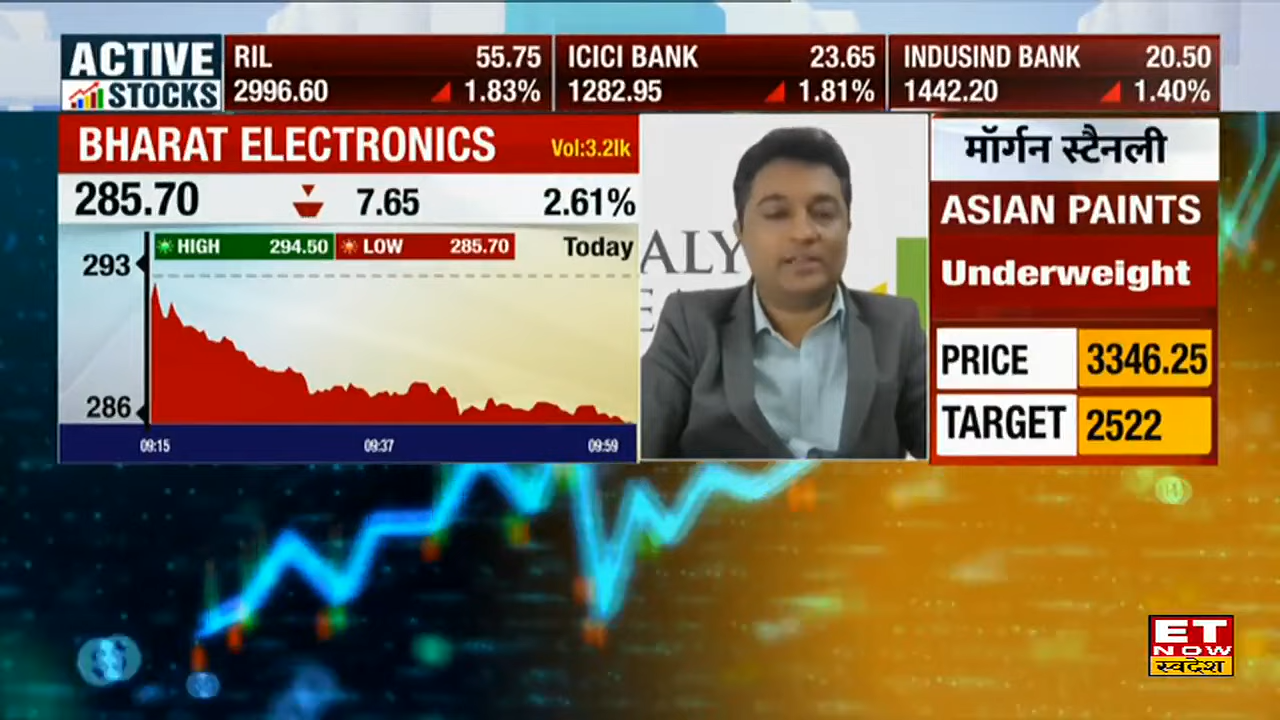 ACTIVE
STOCKS
RIL 55.75
2996.60 1.83%
ICICI BANK 23.65
1282.95 1.81%
INDUSIND BANK 20.50
1442.20 1.40%
BHARAT ELECTRONICS Vol:3.2lk
285.70 7.65 2.61%
HIGH 294.50 LOW 285.70 Today
293
286
09:15 09:37 09:59
ALY
मॉर्गन स्टैनली
ASIAN PAINTS
Underweight
PRICE 3346.25
TARGET 2522
ET
NOW
स्वदेश